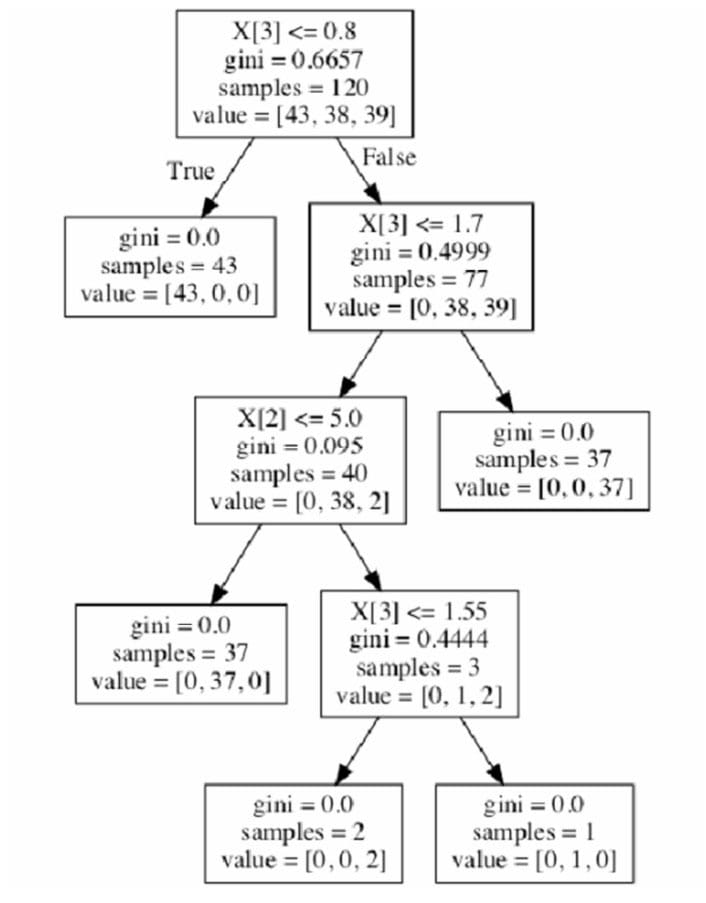 X[3] <= 0.8
gini = 0.6657
samples = 120
value = [43, 38, 39]
True
False
gini = 0.0
samples = 43
value = [43, 0, 0]
X[3] <= 1.7
gini = 0.4999
samples = 77
value = [0, 38, 39]
X[2] <= 5.0
gini = 0.095
samples = 40
value = [0, 38, 2]
gini = 0.0
samples = 37
value = [0, 0, 37]
gini = 0.0
samples = 37
value = [0, 37, 0]
X[3] <= 1.55
gini = 0.4444
samples = 3
value = [0, 1, 2]
gini = 0.0
samples = 2
value = [0, 0, 2]
gini = 0.0
samples = 1
value = [0, 1, 0]